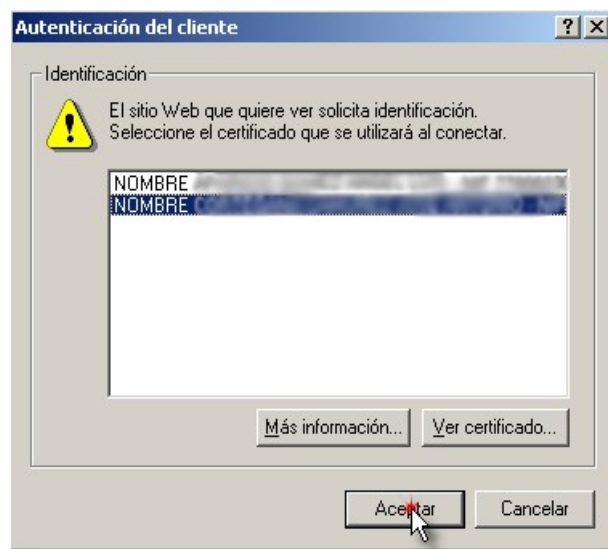 Autenticación del cliente
Identificación
El sitio Web que quiere ver solicita identificación.
Seleccione el certificado que se utilizará al conectar.
NOMBRE
NOMBRE
Más información...
Ver certificado...
Aceptar
Cancelar